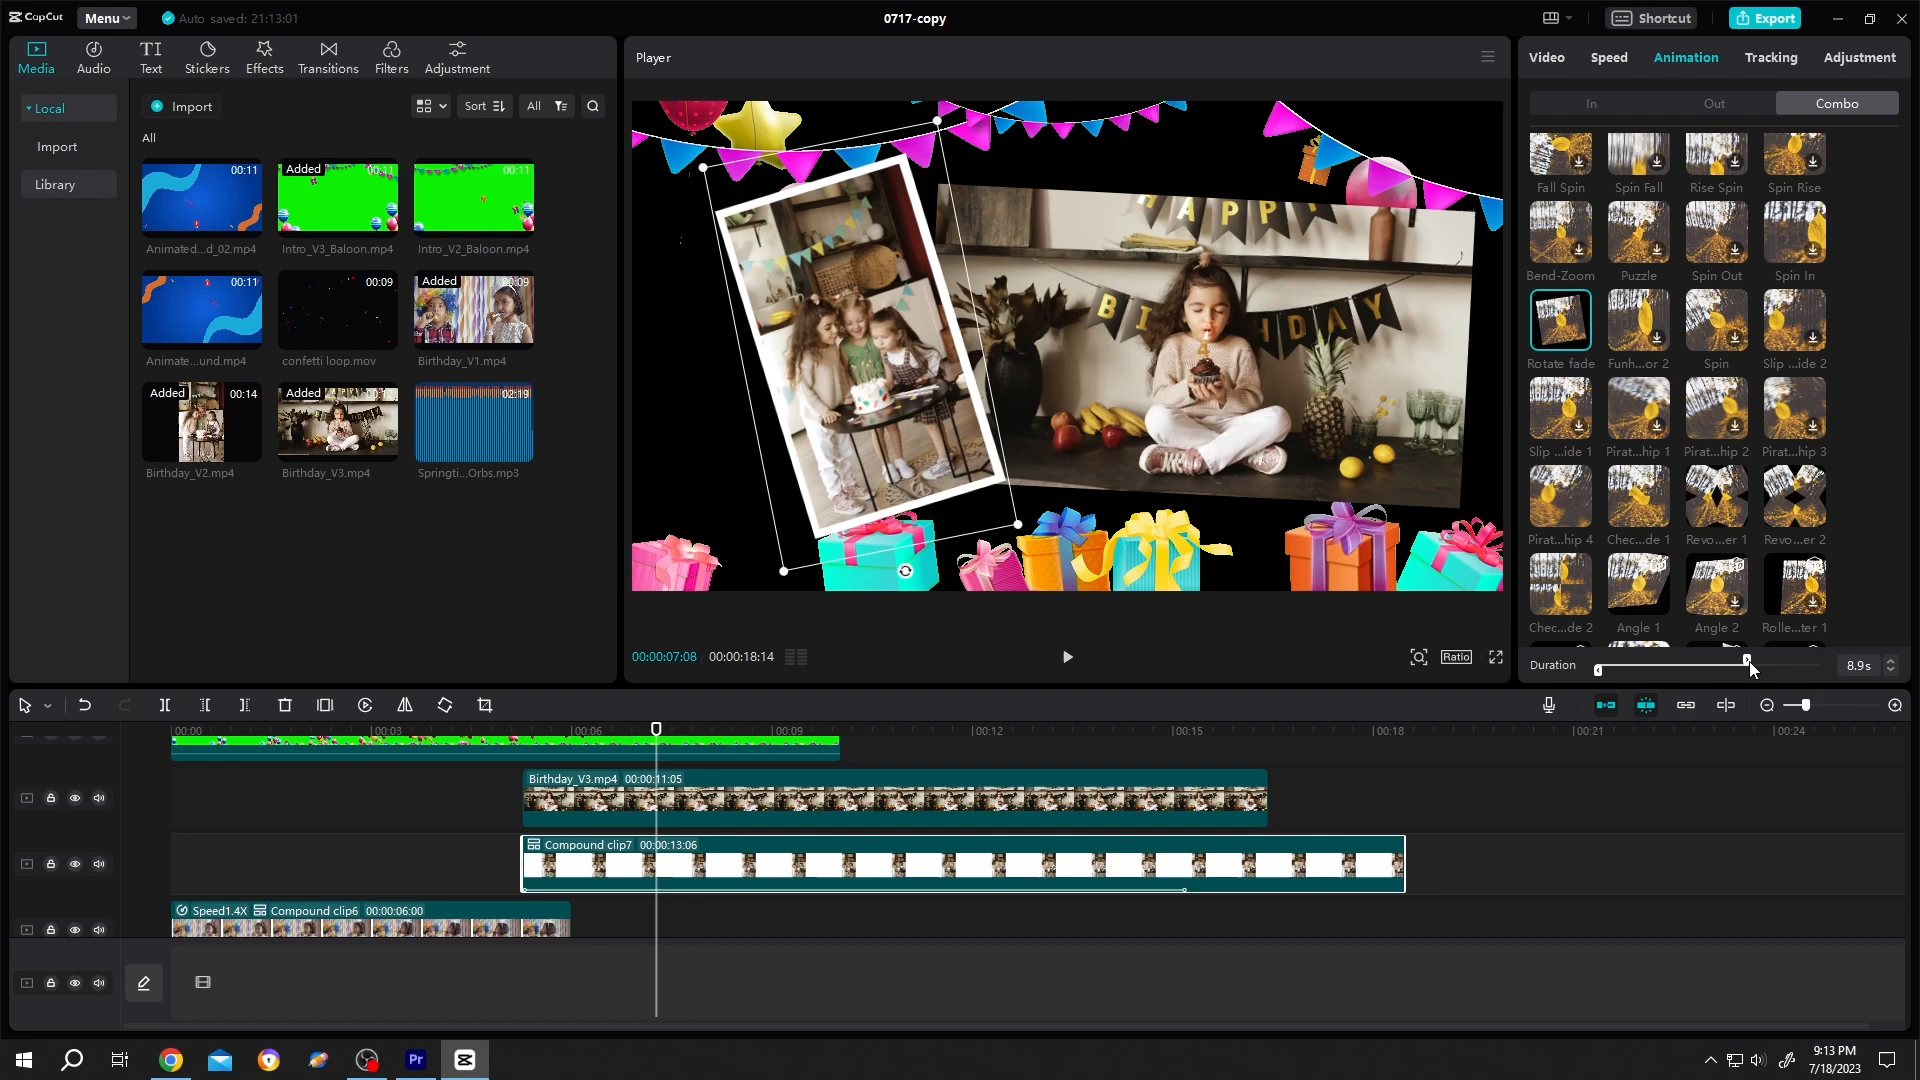 CapCut
Menu
Auto saved: 21:13:01
0717-copy
Shortcut
Export
Media
Audio
TI
Text
Stickers
Effects
Transitions
Filters
Adjustment
Player
Video
Speed
Animation
Tracking
Adjustment
Local
Import
Library
Import
Sort
All
All
In
Out
Combo
00:11
Added
00:11
00:11
Animated...d_02.mp4
Intro_V3_Baloon.mp4
Intro_V2_Baloon.mp4
00:11
00:09
Added
00:09
Animate...und.mp4
confetti loop.mov
Birthday_V1.mp4
Added
00:14
Added
00:12
02:19
Birthday_V2.mp4
Birthday_V3.mp4
Springti...Orbs.mp3
HAPPY
BI
HDAY
Fall Spin
Spin Fall
Rise Spin
Spin Rise
Bend-Zoom
Puzzle
Spin Out
Spin In
Rotate fade
Funh...or 2
Spin
Slip ...ide 2
Slip ...ide 1
Pirat...hip 1
Pirat...hip 2
Pirat...hip 3
Pirat...hip 4
Chec...de 1
Revo...er 1
Revo...er 2
Chec...de 2
Angle 1
Angle 2
Rolle...ter 1
Duration
8.9s
00:00:07:08
00:00:18:14
Ratio
00:00
00:03
00:06
00:09
00:12
00:15
00:18
00:21
00:24
Birthday_V3.mp4 00:00:11:05
Compound clip7 00:00:13:06
Speed1.4X Compound clip6 00:00:06:00
Pr
9:13 PM
7/18/2023